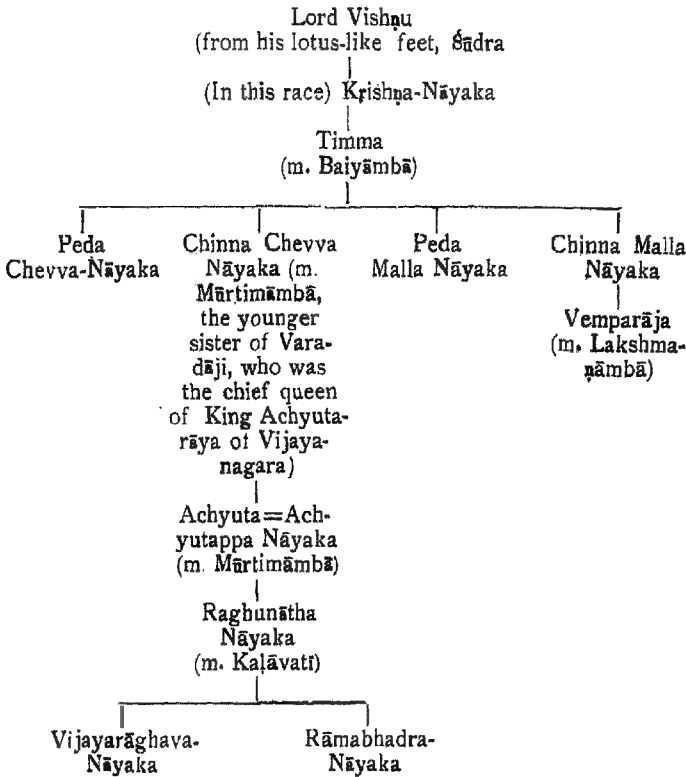 Lord Vishṇu
(from his lotus-like feet, Śūdra
(In this race) Kṛishṇa-Nāyaka
Timma
(m. Baiyāmbā)
Peda
Chevva-Nāyaka
Chinna Chevva
Nāyaka (m.
Mūrtimāmbā,
the younger
sister of Vara-
dāji, who was
the chief queen
of King Achyuta-
rāya of Vijaya-
nagara)
Peda
Malla Nāyaka
Chinna Malla
Nāyaka
Vemparāja
(m. Lakshma-
ṇāmbā)
Achyuta=Ach-
yutappa Nāyaka
(m. Mūrtimāmbā)
Raghunātha
Nāyaka
(m. Kaḷāvatī)
Vijayarāghava-
Nāyaka
Rāmabhadra-
Nāyaka